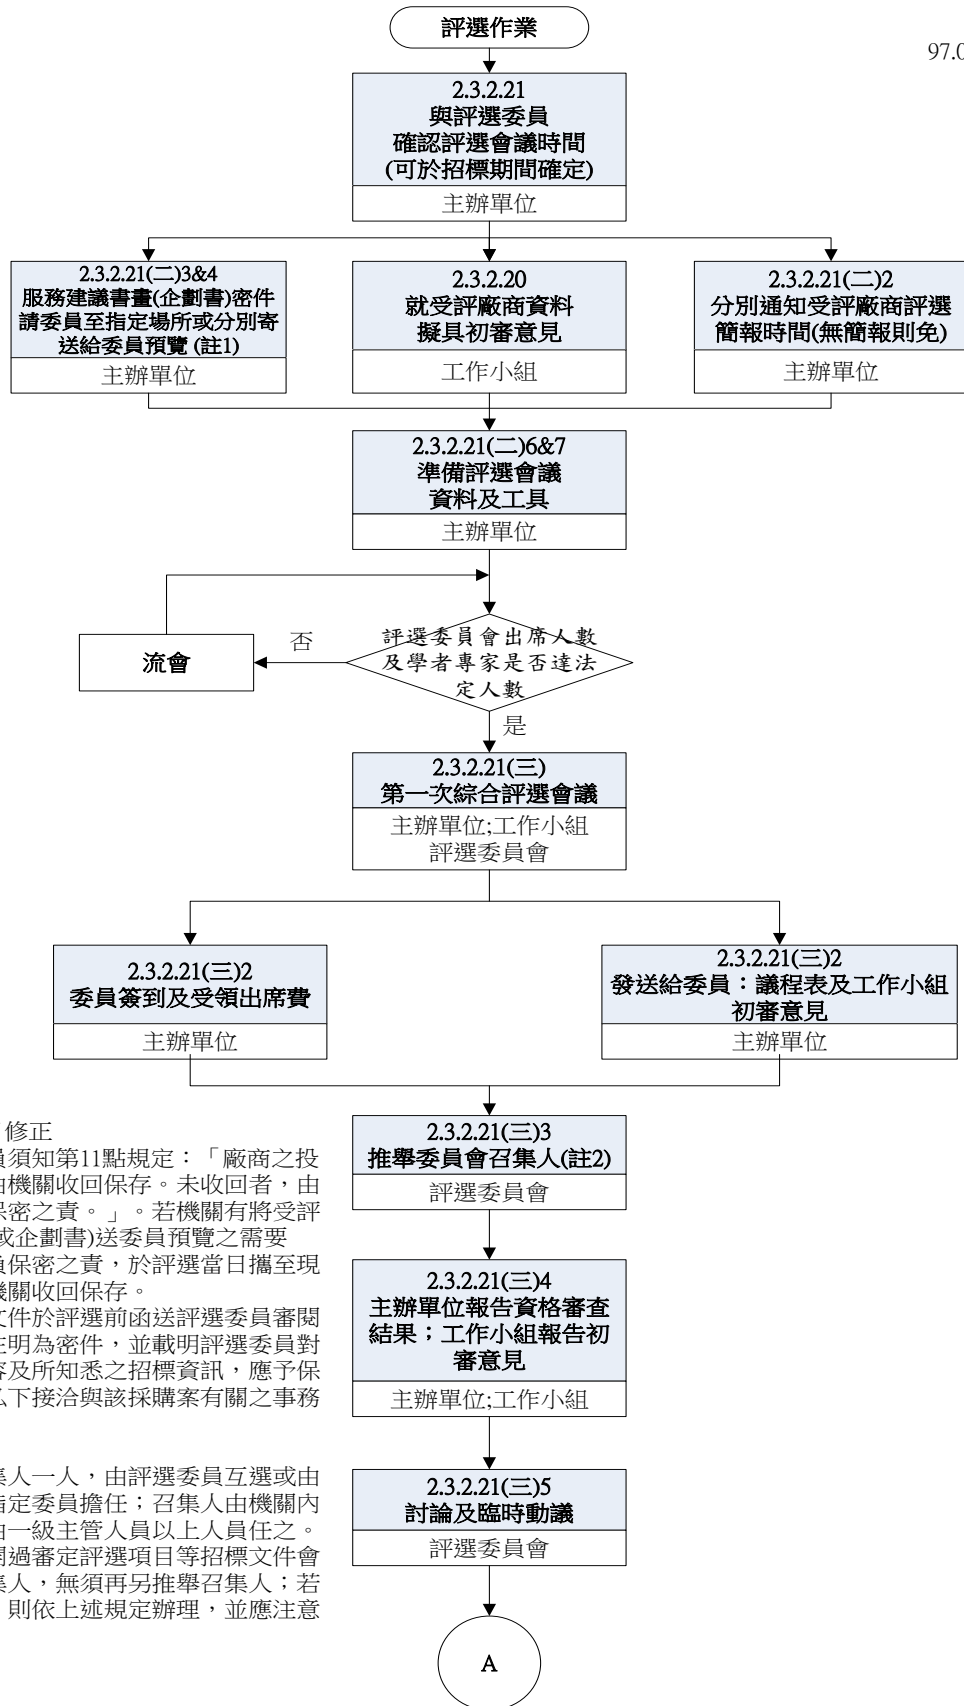 評選作業
97.0
2.3.2.21
與評選委員
確認評選會議時間
(可於招標期間確定)
主辦單位
2.3.2.21(二)3&4
服務建議書畫(企劃書)密件
請委員至指定場所或分別寄
送給委員預覽 (註1)
主辦單位
2.3.2.20
就受評廠商資料
擬具初審意見
工作小組
2.3.2.21(二)2
分別通知受評廠商評選
簡報時間(無簡報則免)
主辦單位
2.3.2.21(二)6&7
準備評選會議
資料及工具
主辦單位
評選委員會出席人數
及學者專家是否達法
定人數
否
流會
是
2.3.2.21(三)
第一次綜合評選會議
主辦單位;工作小組
評選委員會
2.3.2.21(三)2
委員簽到及受領出席費
主辦單位
2.3.2.21(三)2
發送給委員：議程表及工作小組
初審意見
主辦單位
2.3.2.21(三)3
推舉委員會召集人(註2)
評選委員會
2.3.2.21(三)4
主辦單位報告資格審查
結果；工作小組報告初
審意見
主辦單位;工作小組
2.3.2.21(三)5
討論及臨時動議
評選委員會
A
修正
員須知第11點規定：「廠商之投
由機關收回保存。未收回者，由
保密之責。」。若機關有將受評
或企劃書)送委員預覽之需要
負保密之責，於評選當日攜至現
機關收回保存。
文件於評選前函送評選委員審閱
註明為密件，並載明評選委員對
容及所知悉之招標資訊，應予保
私下接洽與該採購案有關之事務
集人一人，由評選委員互選或由
指定委員擔任；召集人由機關內
由一級主管人員以上人員任之。
開過審定評選項目等招標文件會
集人，無須再另推舉召集人；若
則依上述規定辦理，並應注意